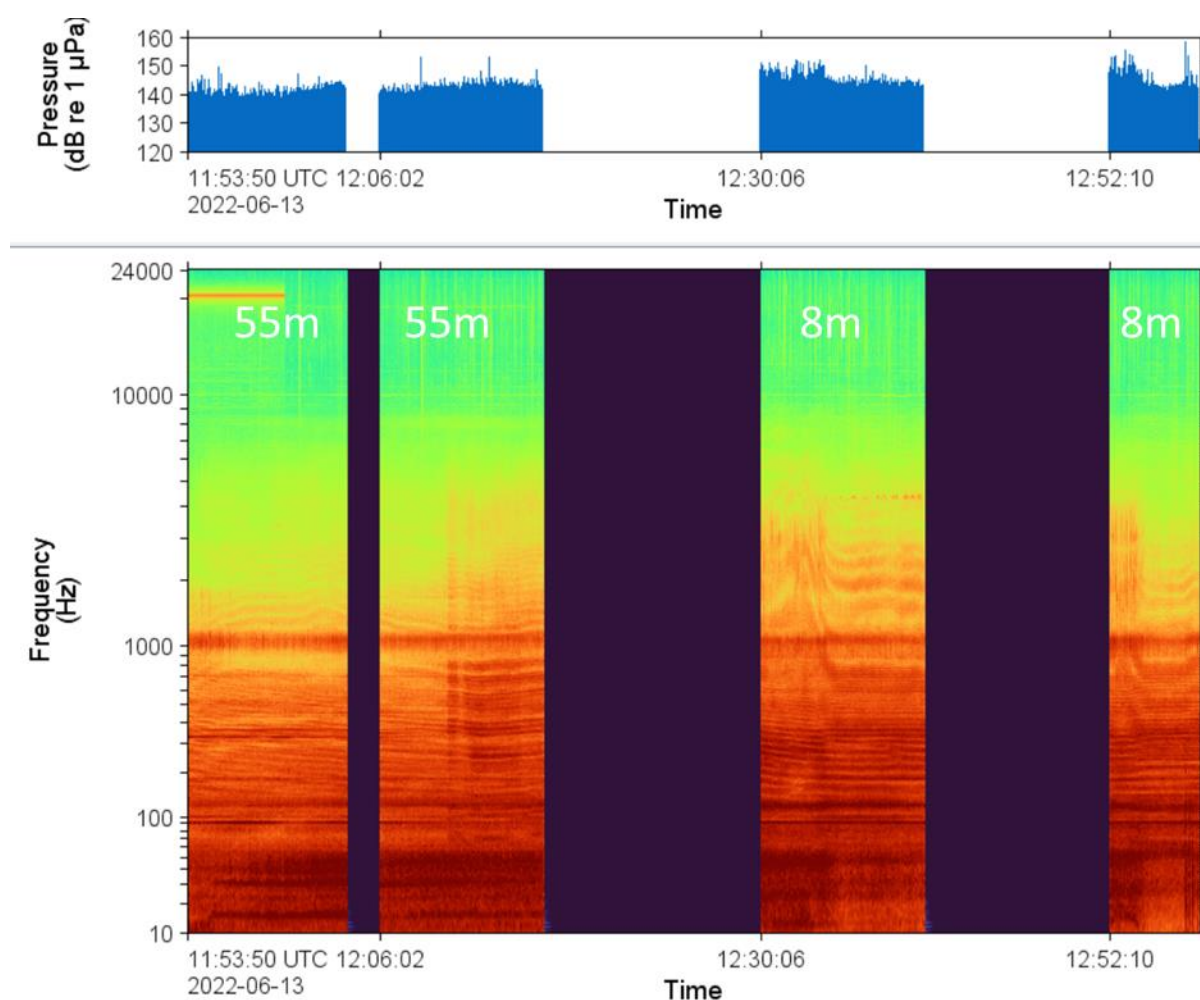 Pressure
(dB re 1 µPa)
160
150
140
130
120
11:53:50 UTC 12:06:02 12:30:06 12:52:10
2022-06-13
Time
24000
10000
1000
100
10
Frequency
(Hz)
55m 55m 8m 8m
11:53:50 UTC 12:06:02 12:30:06 12:52:10
2022-06-13
Time